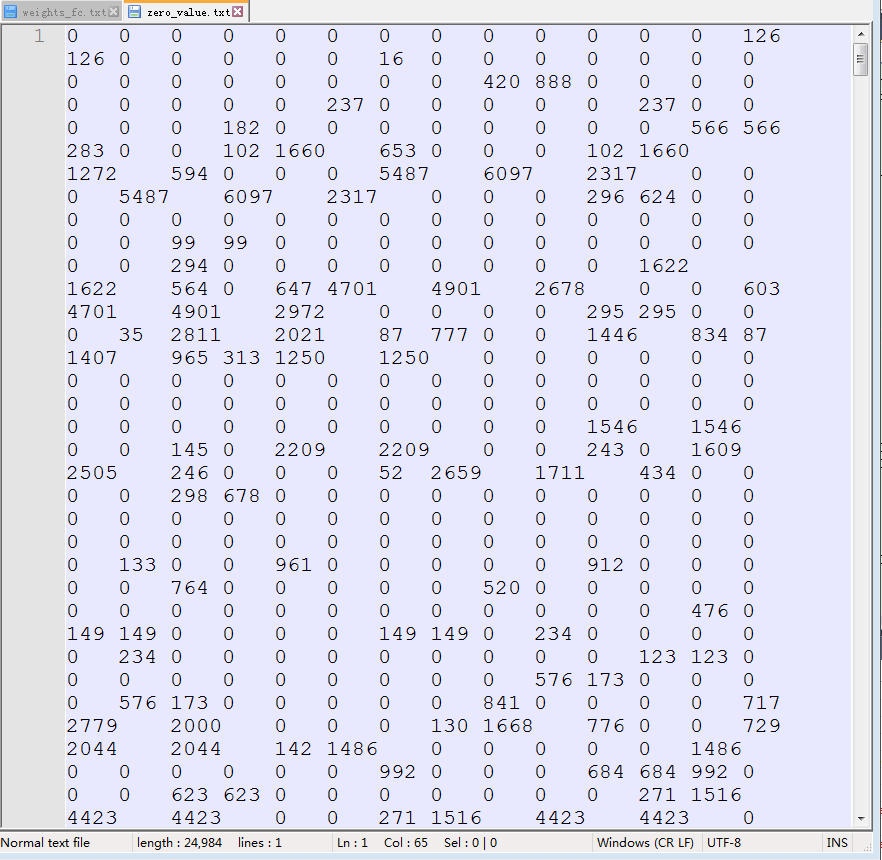 weights_fc.txt zero_value.txt
1 0 0 0 0 0 0 0 0 0 0 0 0 0 126
126 0 0 0 0 0 16 0 0 0 0 0 0 0
0 0 0 0 0 0 0 0 420 888 0 0 0 0
0 0 0 0 0 237 0 0 0 0 0 237 0 0
0 0 0 182 0 0 0 0 0 0 0 0 566 566
283 0 0 102 1660 653 0 0 0 102 1660
1272 594 0 0 0 5487 6097 2317 0 0
0 5487 6097 2317 0 0 0 296 624 0 0
0 0 0 0 0 0 0 0 0 0 0 0 0 0
0 0 99 99 0 0 0 0 0 0 0 0 0 0
0 0 294 0 0 0 0 0 0 0 0 1622
1622 564 0 647 4701 4901 2678 0 0 603
4701 4901 2972 0 0 0 0 295 295 0 0
0 35 2811 2021 87 777 0 0 1446 834 87
1407 965 313 1250 1250 0 0 0 0 0 0
0 0 0 0 0 0 0 0 0 0 0 0 0 0
0 0 0 0 0 0 0 0 0 0 0 0 0 0
0 0 0 0 0 0 0 0 0 0 1546 1546
0 0 145 0 2209 2209 0 0 243 0 1609
2505 246 0 0 0 52 2659 1711 434 0 0
0 0 298 678 0 0 0 0 0 0 0 0 0 0
0 0 0 0 0 0 0 0 0 0 0 0 0 0
0 0 0 0 0 0 0 0 0 0 0 0 0 0
0 133 0 0 961 0 0 0 0 0 912 0 0 0
0 0 764 0 0 0 0 0 520 0 0 0 0 0
0 0 0 0 0 0 0 0 0 0 0 0 476 0
149 149 0 0 0 0 149 149 0 234 0 0 0 0
0 234 0 0 0 0 0 0 0 0 0 123 123 0
0 0 0 0 0 0 0 0 0 576 173 0 0 0
0 576 173 0 0 0 0 0 841 0 0 0 0 717
2779 2000 0 0 0 130 1668 776 0 0 729
2044 2044 142 1486 0 0 0 0 0 1486
0 0 0 0 0 0 992 0 0 0 684 684 992 0
0 0 623 623 0 0 0 0 0 0 0 271 1516
4423 4423 0 0 271 1516 4423 4423 0
Normal text file length : 24,984 lines : 1 Ln : 1 Col : 65 Sel : 0 | 0 Windows (CR LF) UTF-8 INS